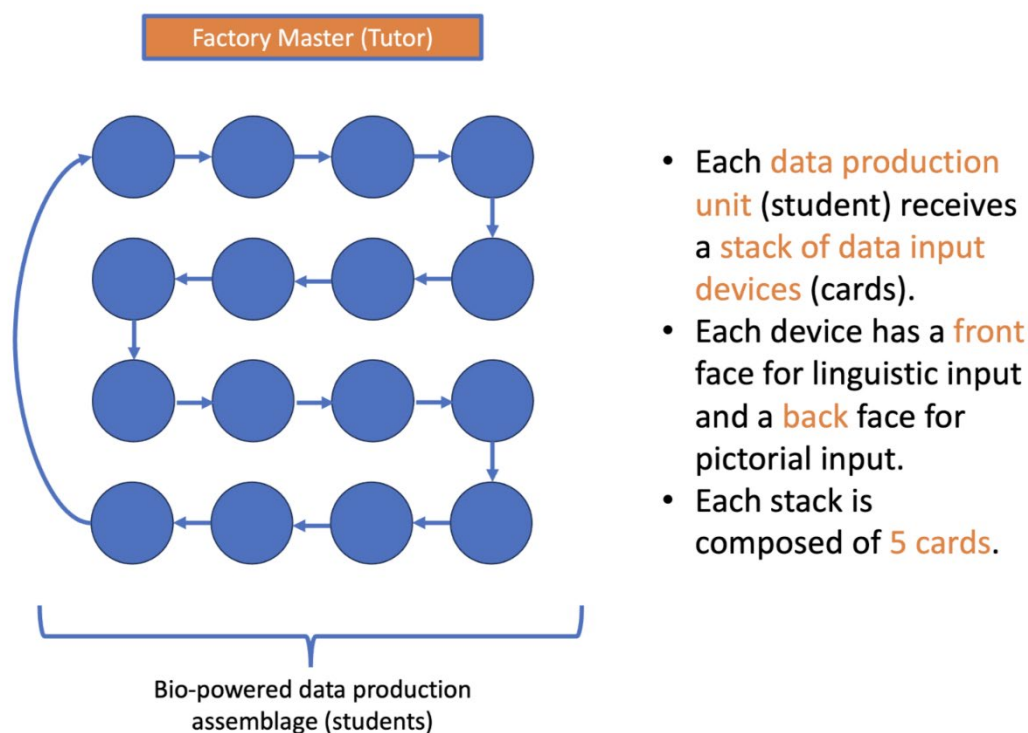 Factory Master (Tutor)
• Each data production
unit (student) receives
a stack of data input
devices (cards).
• Each device has a front
face for linguistic input
and a back face for
pictorial input.
• Each stack is
composed of 5 cards.
Bio-powered data production
assemblage (students)